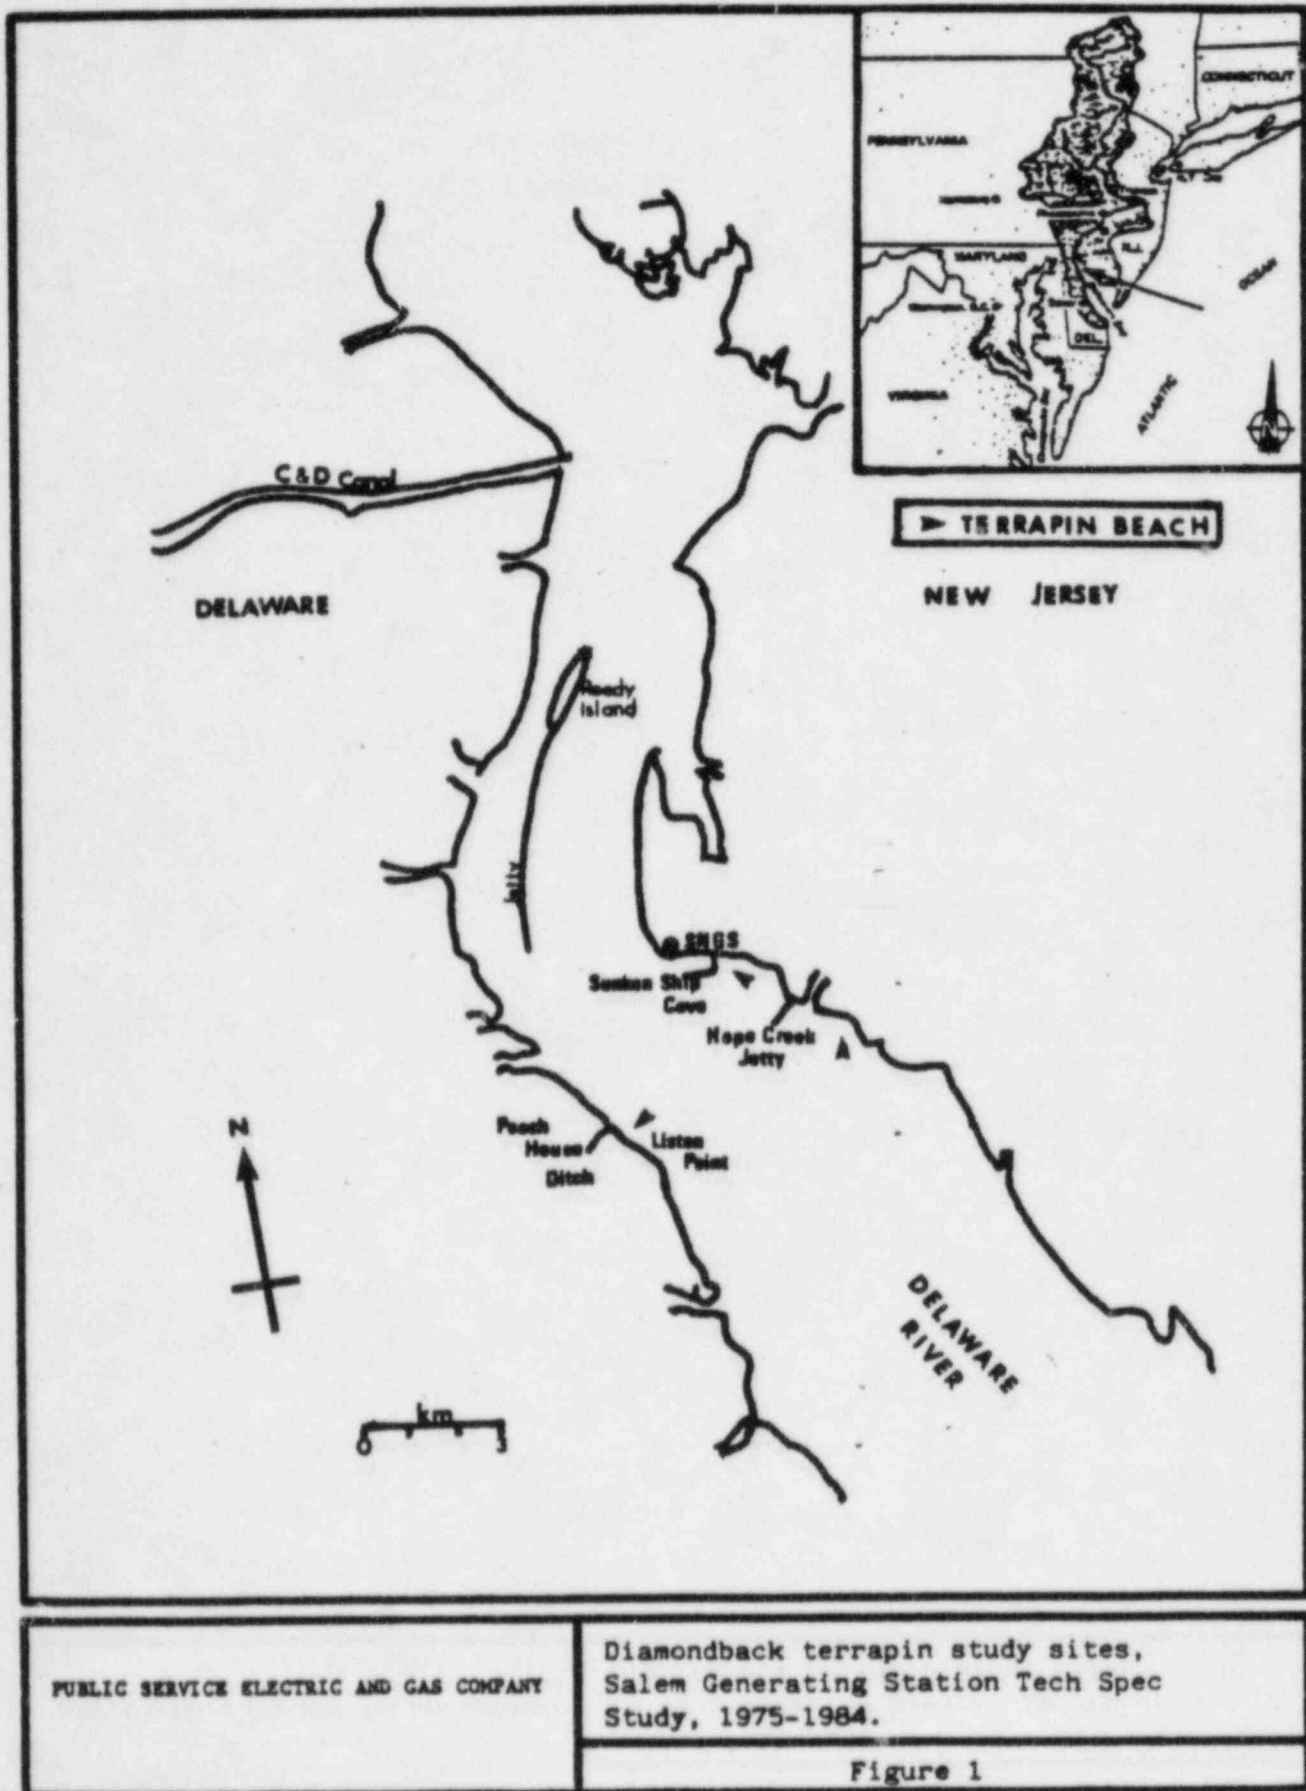 PENNSYLVANIA
CONNECTICUT
MARYLAND
N.J.
OCEAN
DEL.
VIRGINIA
ATLANTIC
C & D Canal
TERRAPIN BEACH
DELAWARE
NEW JERSEY
Reedy
Island
Jetty
SNGS
Sunken Ship
Cove
Hope Creek
Jetty
N
Peach
House
Ditch
Liston
Point
DELAWARE
RIVER
km
0 3
PUBLIC SERVICE ELECTRIC AND GAS COMPANY
Diamondback terrapin study sites,
Salem Generating Station Tech Spec
Study, 1975-1984.
Figure 1